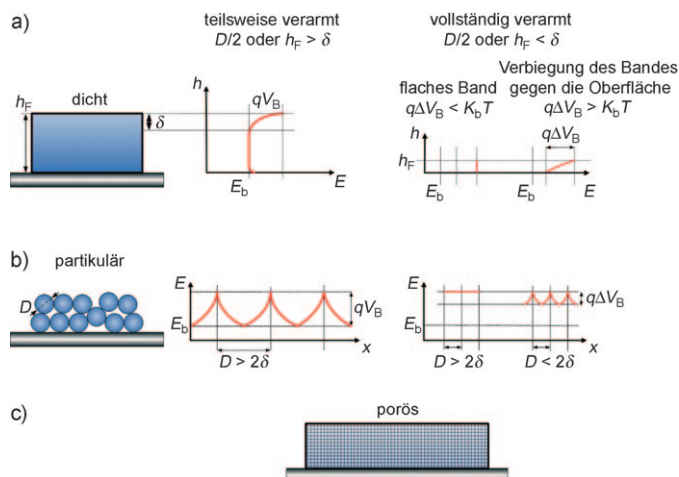 a)
teilsweise verarmt
D/2 oder h_F > δ
vollständig verarmt
D/2 oder h_F < δ
dicht
h_F
δ
h
qV_B
E_b
E
flaches Band
qΔV_B < K_bT
Verbiegung des Bandes
gegen die Oberfläche
qΔV_B > K_bT
h
qΔV_B
h_F
E_b
E_b
E
b)
partikulär
D
E
E_b
qV_B
x
D > 2δ
E
E_b
qΔV_B
x
D > 2δ
D < 2δ
c)
porös